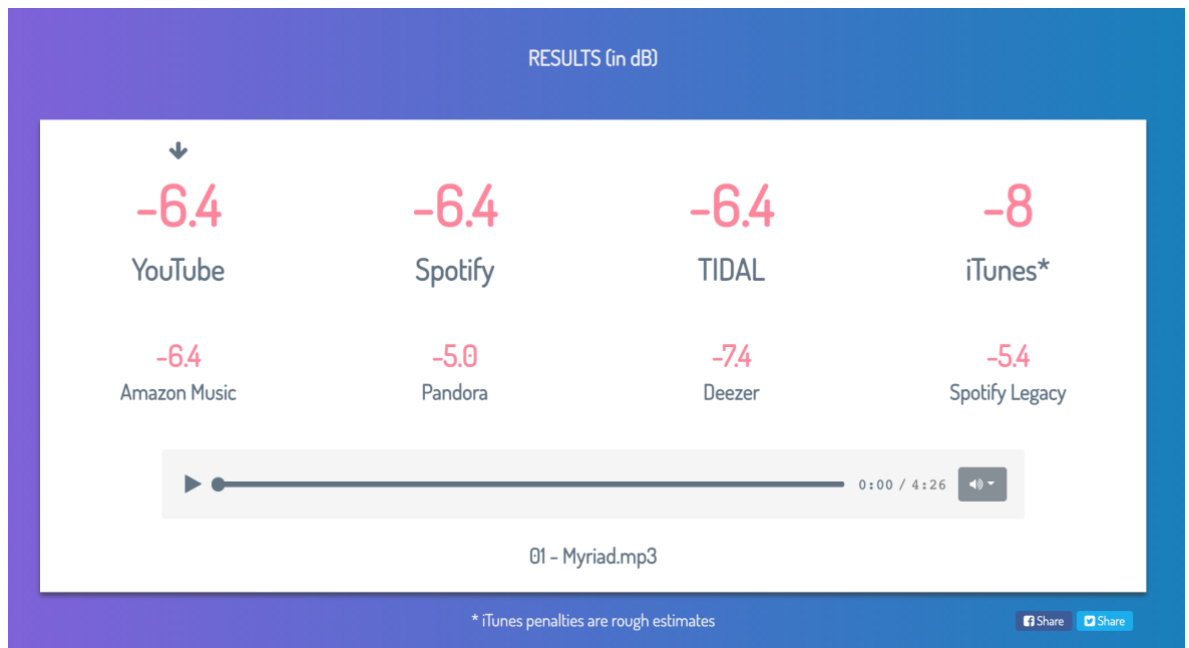 RESULTS (in dB)
-6.4
YouTube
-6.4
Spotify
-6.4
TIDAL
-8
iTunes*
-6.4
Amazon Music
-5.0
Pandora
-7.4
Deezer
-5.4
Spotify Legacy
0:00 / 4:26
01 - Myriad.mp3
* iTunes penalties are rough estimates
Share
Share